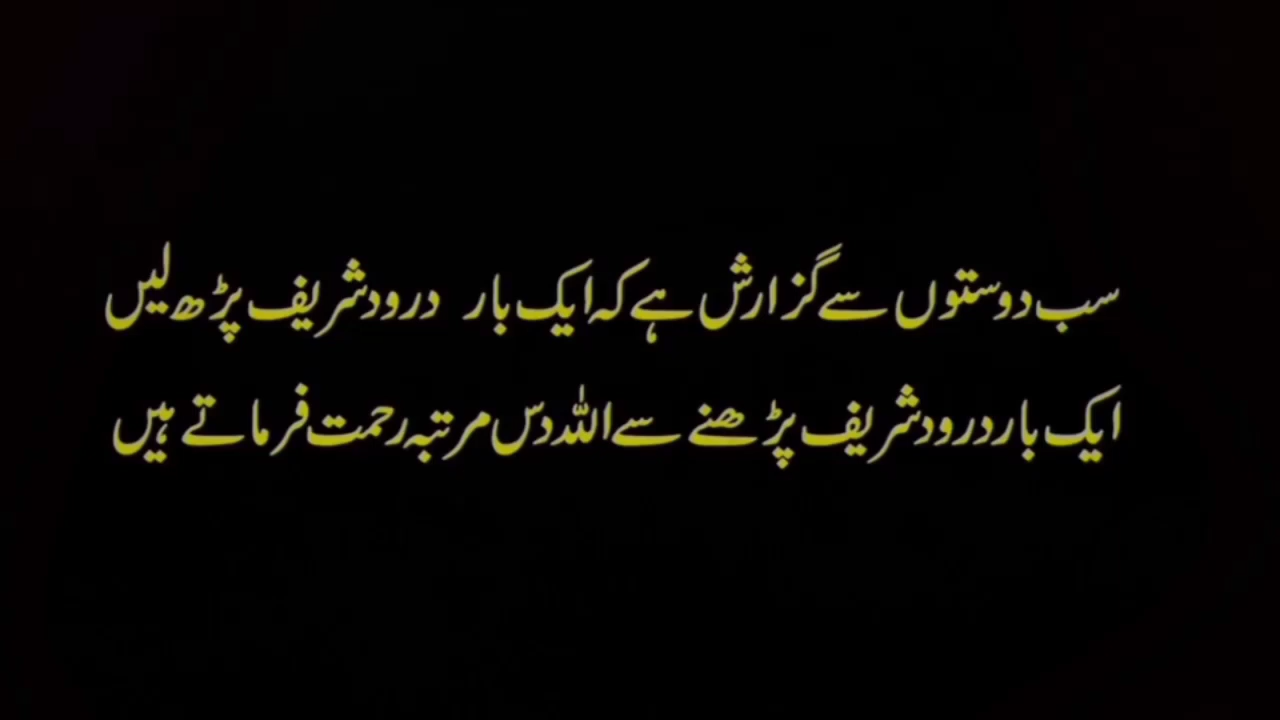 سب دوستوں سے گزارش ہے کہ ایک بار درود شریف پڑھ لیں
ایک بار درود شریف پڑھنے سے اللہ دس مرتبہ رحمت فرماتے ہیں